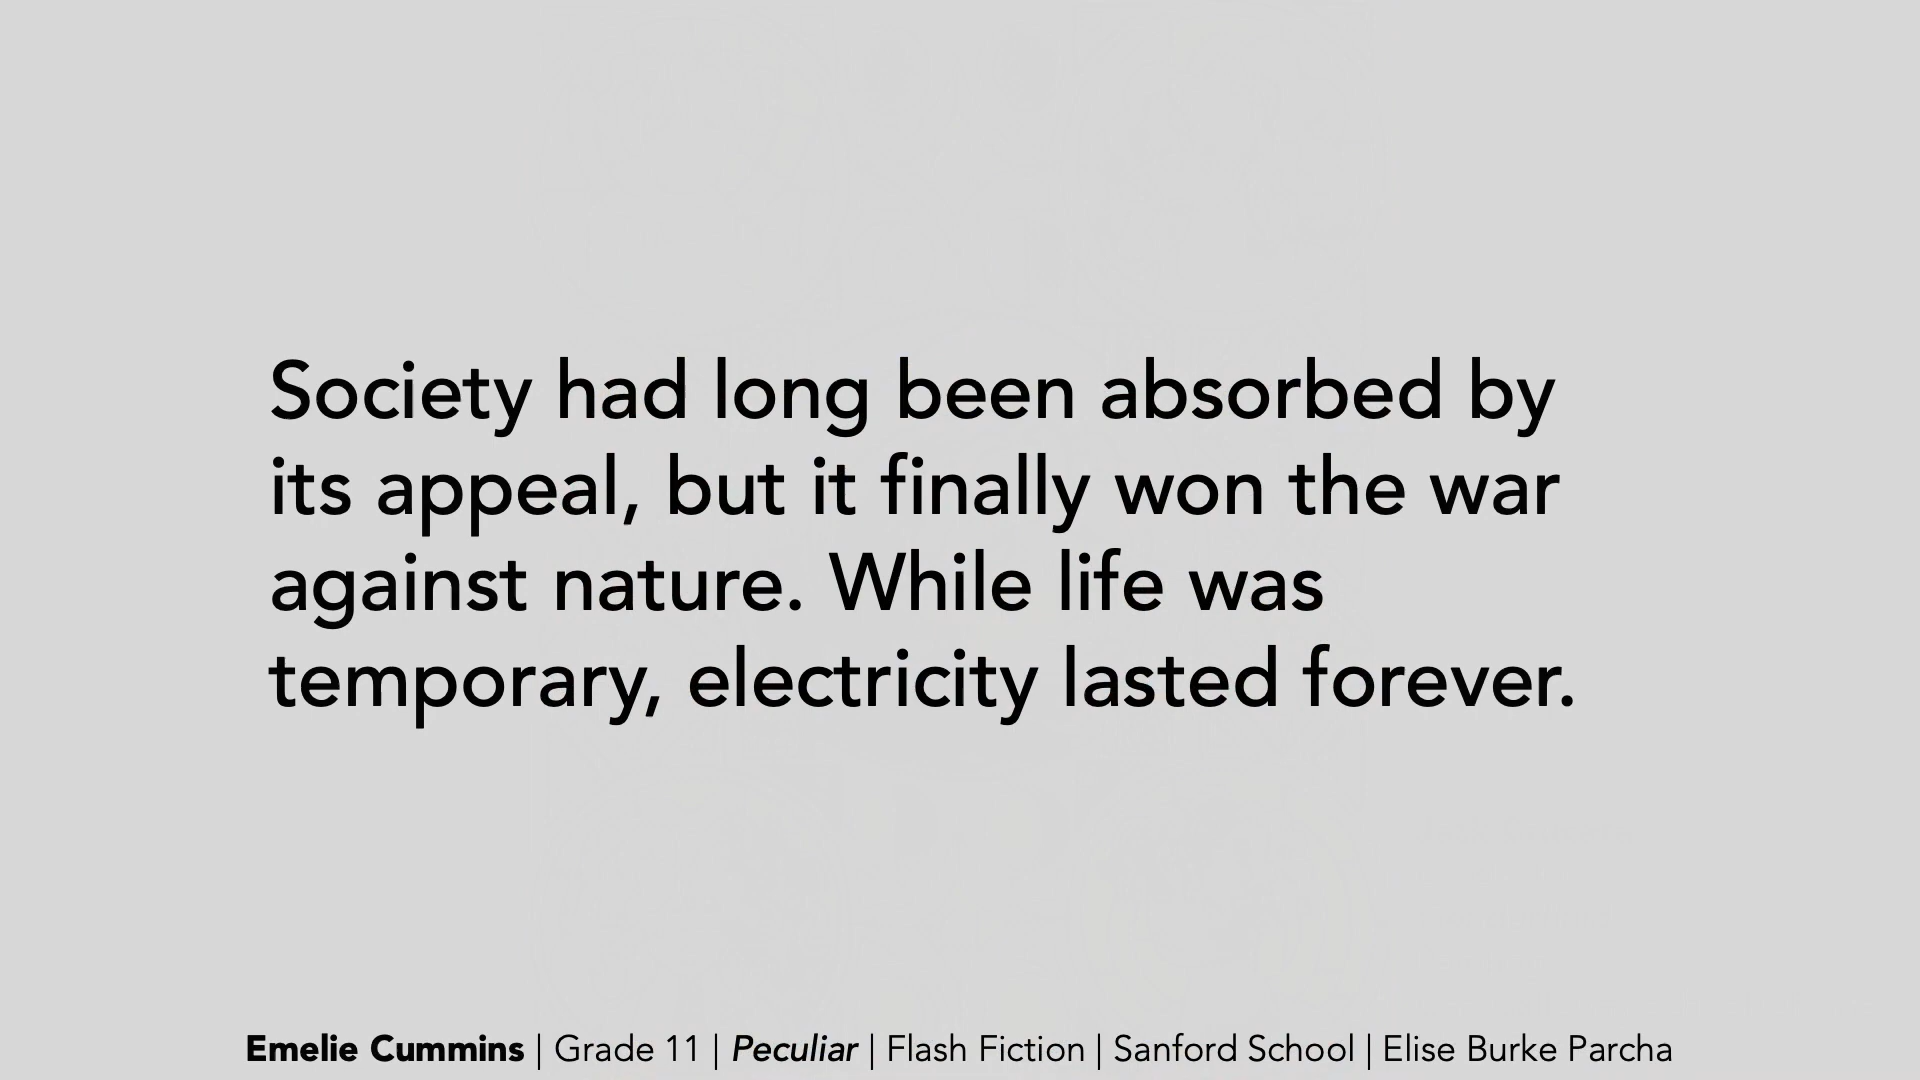 Society had long been absorbed by
its appeal, but it finally won the war
against nature. While life was
temporary, electricity lasted forever.
Emelie Cummins | Grade 11 | Peculiar | Flash Fiction | Sanford School | Elise Burke Parcha